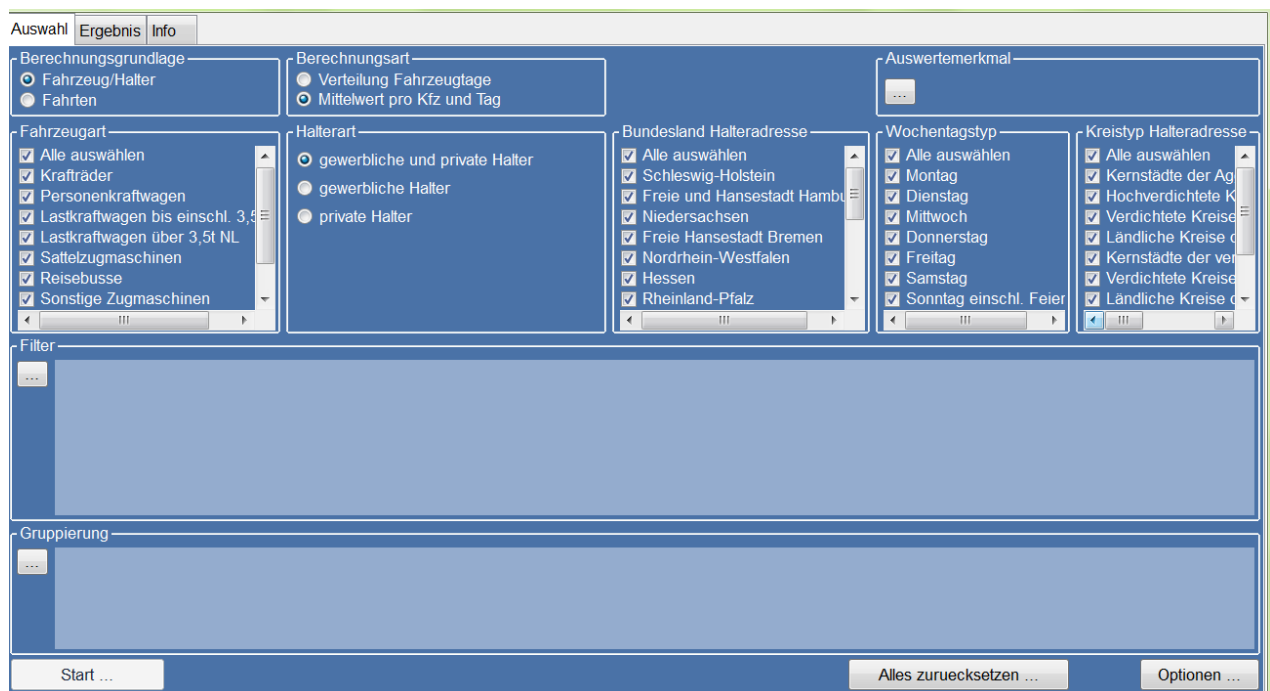 Auswahl Ergebnis Info
Berechnungsgrundlage
Fahrzeug/Halter
Fahrten
Berechnungsart
Verteilung Fahrzeugtage
Mittelwert pro Kfz und Tag
Auswertemerkmal
...
Fahrzeugart
Alle auswählen
Krafträder
Personenkraftwagen
Lastkraftwagen bis einschl. 3,5
Lastkraftwagen über 3,5t NL
Sattelzugmaschinen
Reisebusse
Sonstige Zugmaschinen
Halterart
gewerbliche und private Halter
gewerbliche Halter
private Halter
Bundesland Halteradresse
Alle auswählen
Schleswig-Holstein
Freie und Hansestadt Hambu
Niedersachsen
Freie Hansestadt Bremen
Nordrhein-Westfalen
Hessen
Rheinland-Pfalz
Wochentagstyp
Alle auswählen
Montag
Dienstag
Mittwoch
Donnerstag
Freitag
Samstag
Sonntag einschl. Feier
Kreistyp Halteradresse
Alle auswählen
Kernstädte der Ag
Hochverdichtete K
Verdichtete Kreise
Ländliche Kreise d
Kernstädte der ver
Verdichtete Kreise
Ländliche Kreise d
Filter
...
Gruppierung
...
Start ...
Alles zuruecksetzen ...
Optionen ...